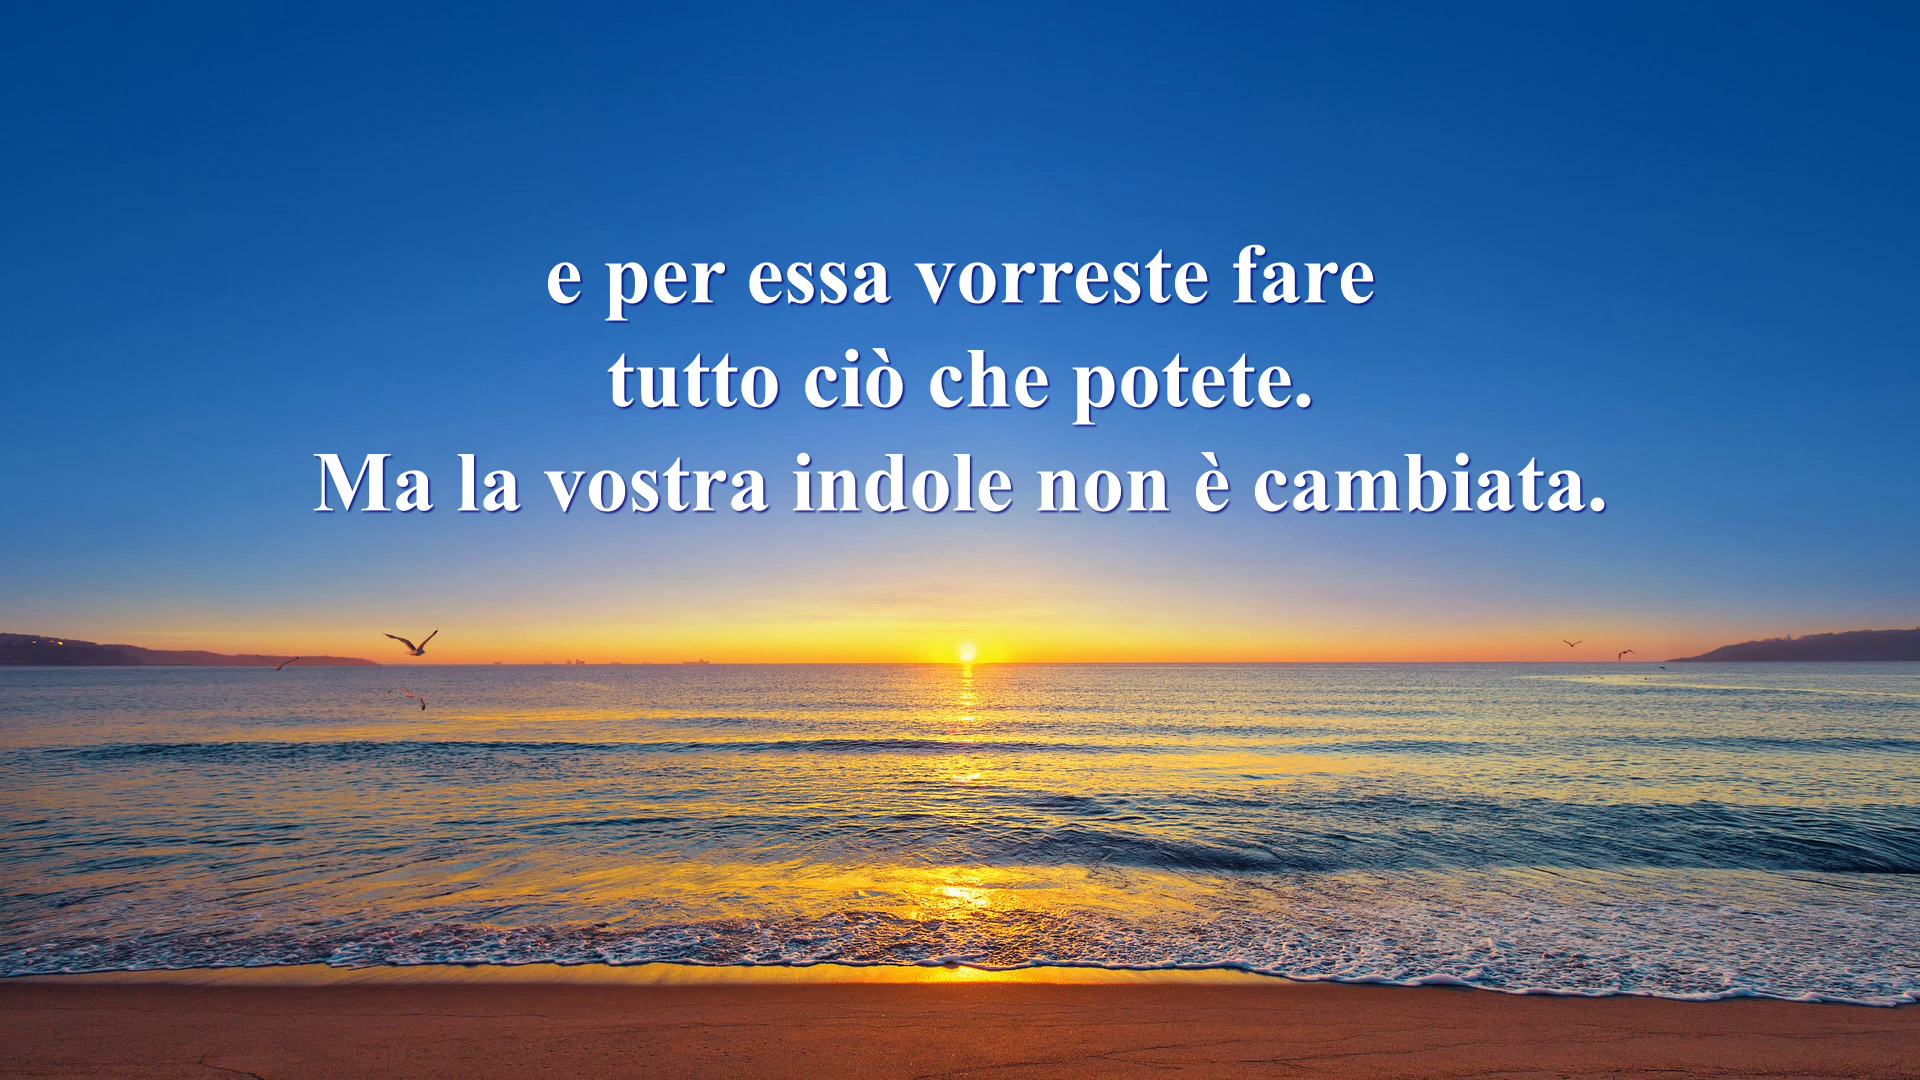 e per essa vorreste fare
tutto ciò che potete.
Ma la vostra indole non è cambiata.